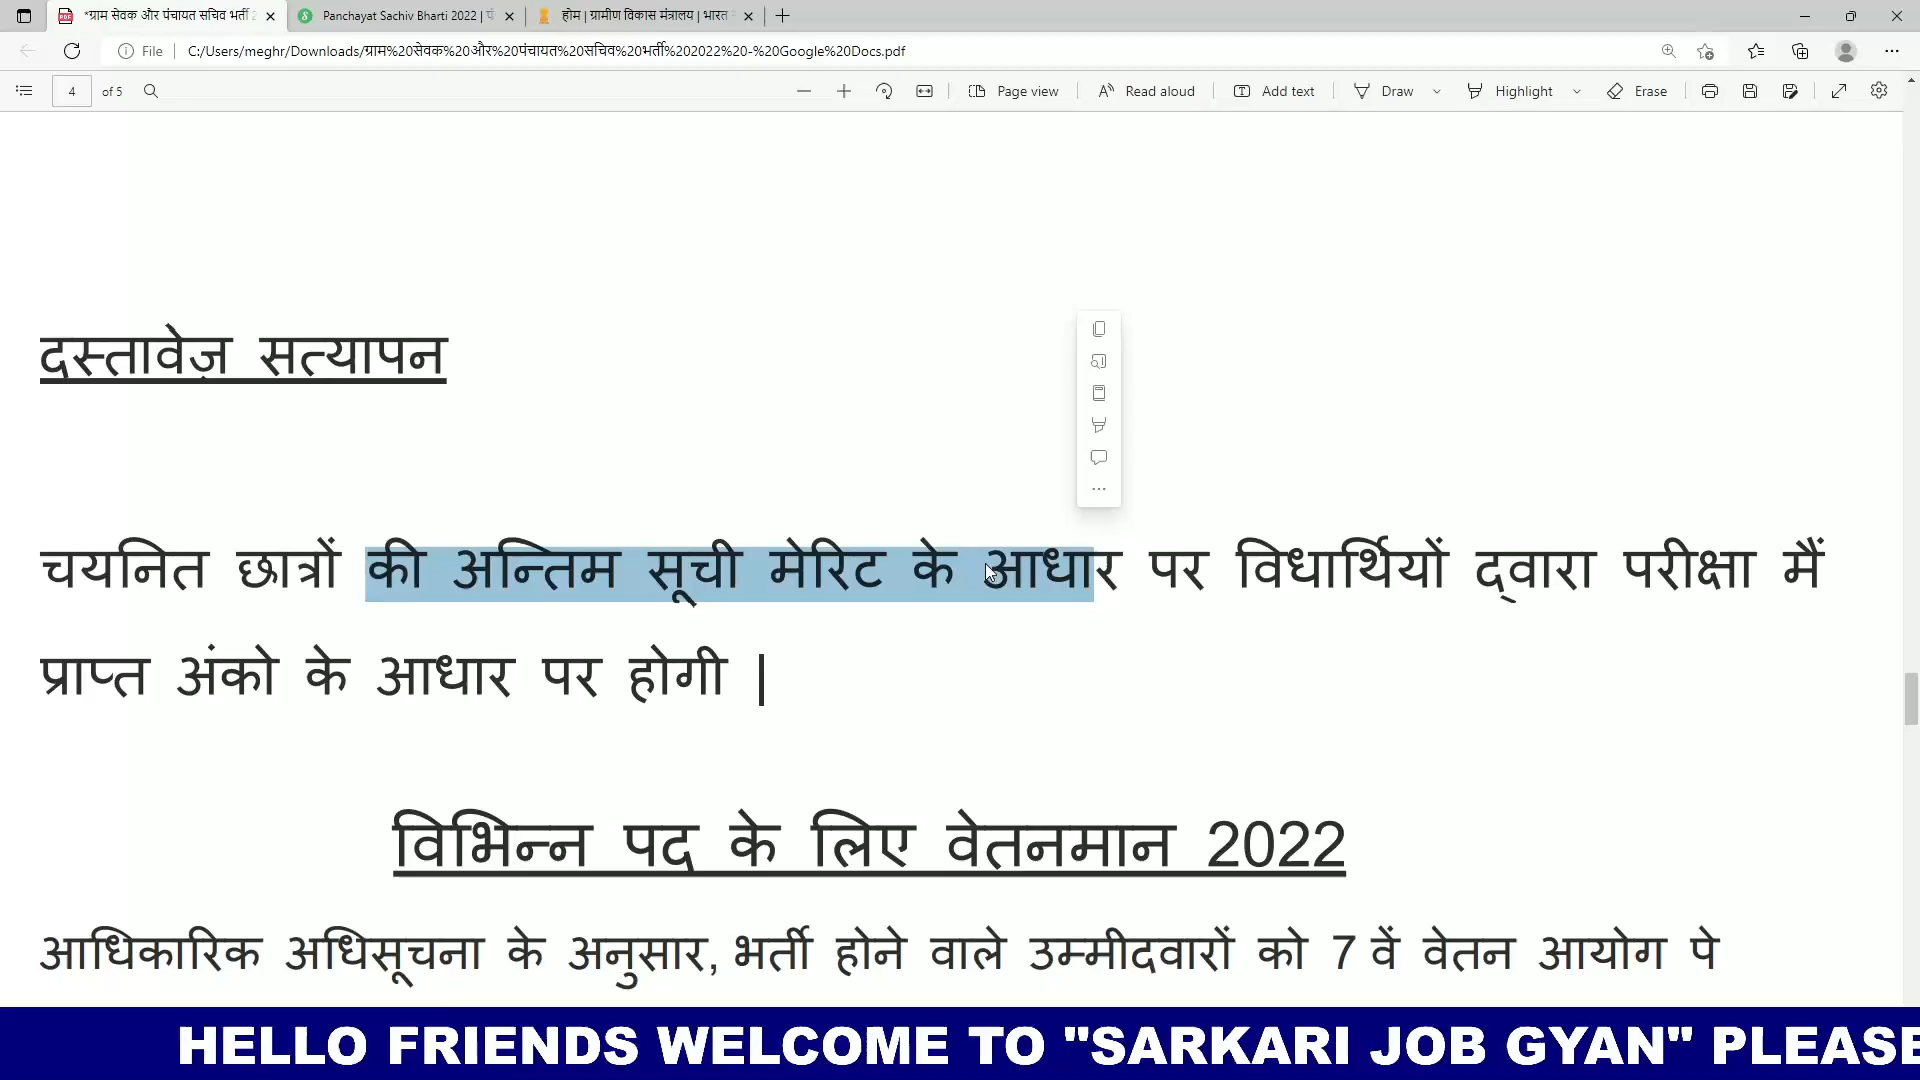 *ग्राम सेवक और पंचायत सचिव भर्ती 2
Panchayat Sachiv Bharti 2022 | पं
होम | ग्रामीण विकास मंत्रालय | भारत
File
C:/Users/meghr/Downloads/ग्राम%20सेवक%20और%20पंचायत%20सचिव%20भर्ती%202022%20-%20Google%20Docs.pdf
4 of 5
Page view
Read aloud
Add text
Draw
Highlight
Erase
दस्तावेज़ सत्यापन
चयनित छात्रों की अन्तिम सूची मेरिट के आधार पर विधार्थियों द्वारा परीक्षा मैं
प्राप्त अंको के आधार पर होगी |
विभिन्न पद के लिए वेतनमान 2022
आधिकारिक अधिसूचना के अनुसार, भर्ती होने वाले उम्मीदवारों को 7 वें वेतन आयोग पे
HELLO FRIENDS WELCOME TO "SARKARI JOB GYAN" PLEASE